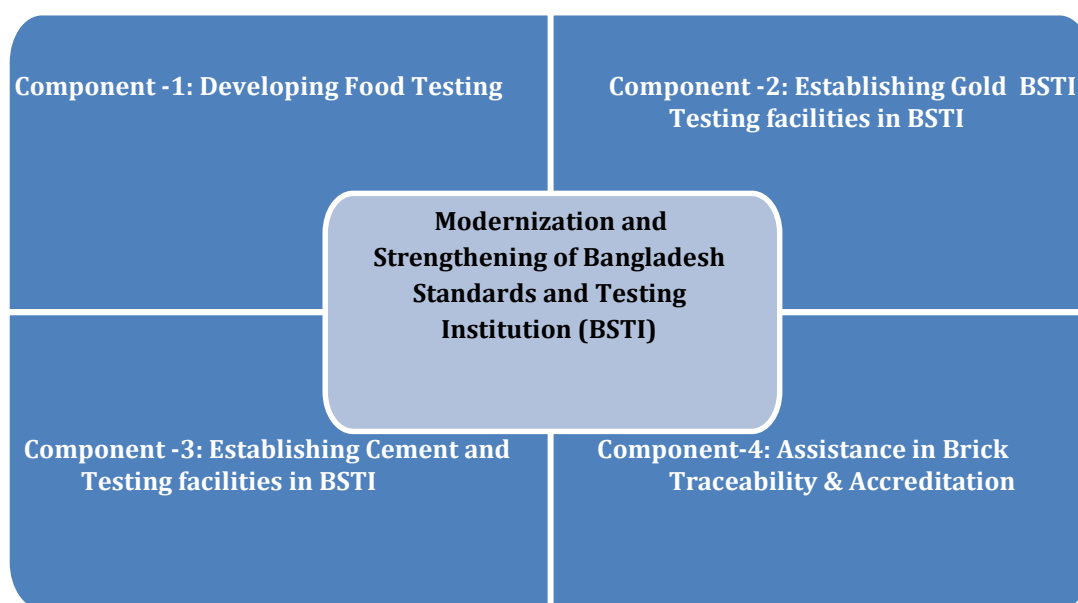 Component -1: Developing Food Testing
Component -2: Establishing Gold BSTI
Testing facilities in BSTI
Modernization and
Strengthening of Bangladesh
Standards and Testing
Institution (BSTI)
Component -3: Establishing Cement and
Testing facilities in BSTI
Component-4: Assistance in Brick
Traceability & Accreditation